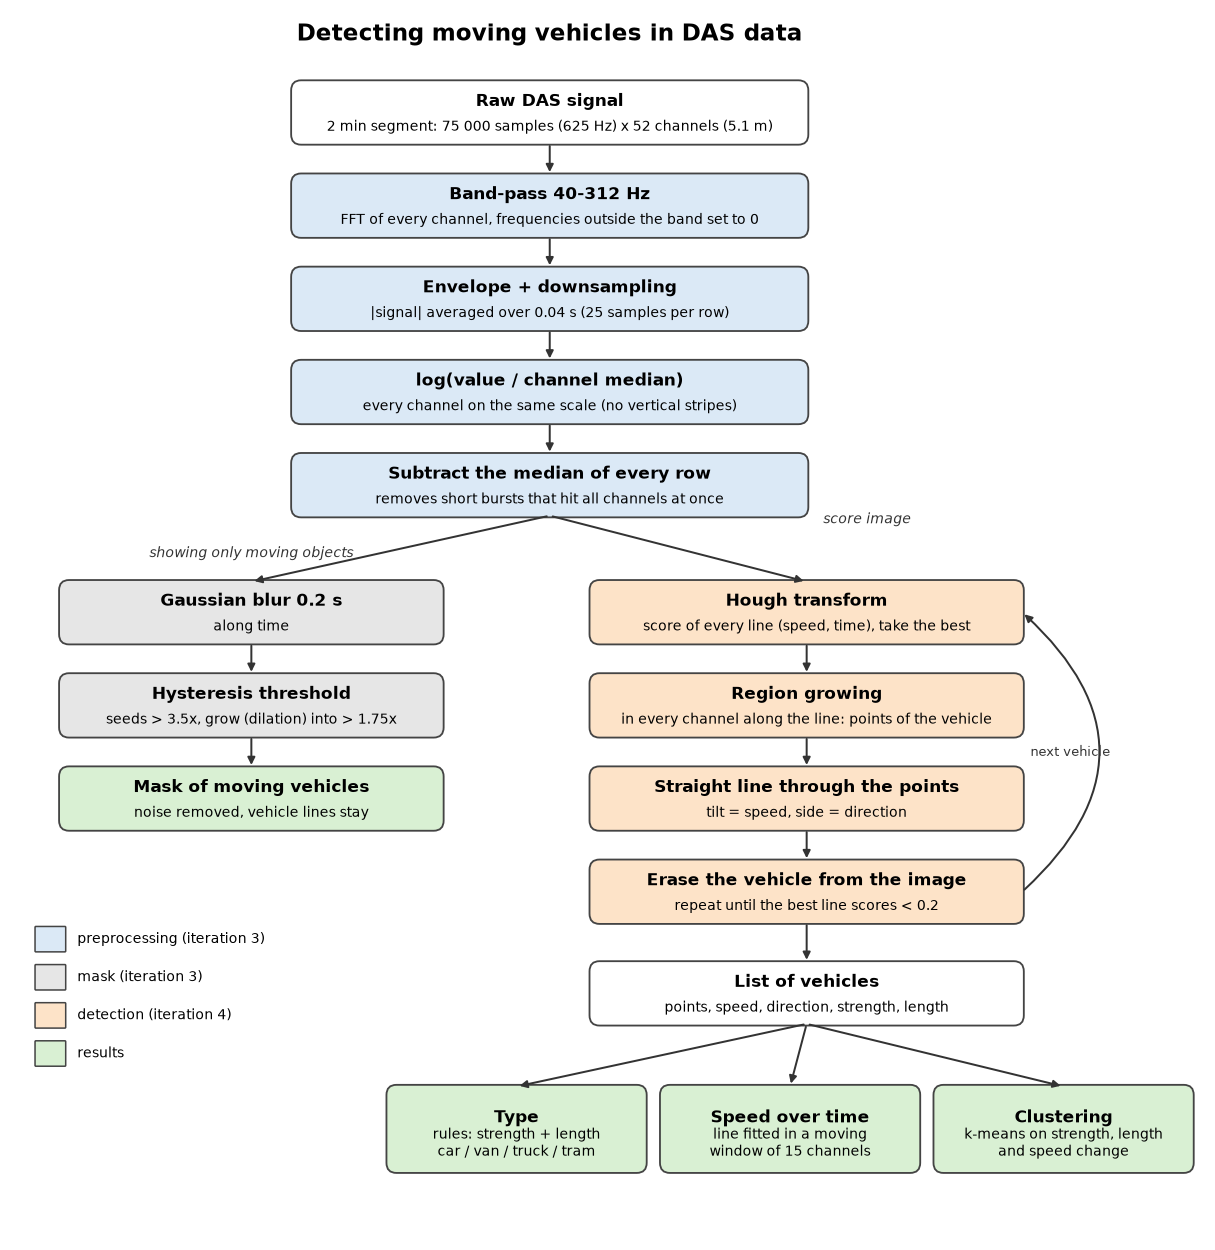 Detecting moving vehicles in DAS data
Raw DAS signal
2 min segment: 75 000 samples (625 Hz) x 52 channels (5.1 m)
Band-pass 40-312 Hz
FFT of every channel, frequencies outside the band set to 0
Envelope + downsampling
|signal| averaged over 0.04 s (25 samples per row)
log(value / channel median)
every channel on the same scale (no vertical stripes)
Subtract the median of every row
removes short bursts that hit all channels at once
score image
showing only moving objects
Gaussian blur 0.2 s
along time
Hysteresis threshold
seeds > 3.5x, grow (dilation) into > 1.75x
Mask of moving vehicles
noise removed, vehicle lines stay
Hough transform
score of every line (speed, time), take the best
Region growing
in every channel along the line: points of the vehicle
next vehicle
Straight line through the points
tilt = speed, side = direction
Erase the vehicle from the image
repeat until the best line scores < 0.2
List of vehicles
points, speed, direction, strength, length
preprocessing (iteration 3)
mask (iteration 3)
detection (iteration 4)
results
Type
rules: strength + length
car / van / truck / tram
Speed over time
line fitted in a moving
window of 15 channels
Clustering
k-means on strength, length
and speed change